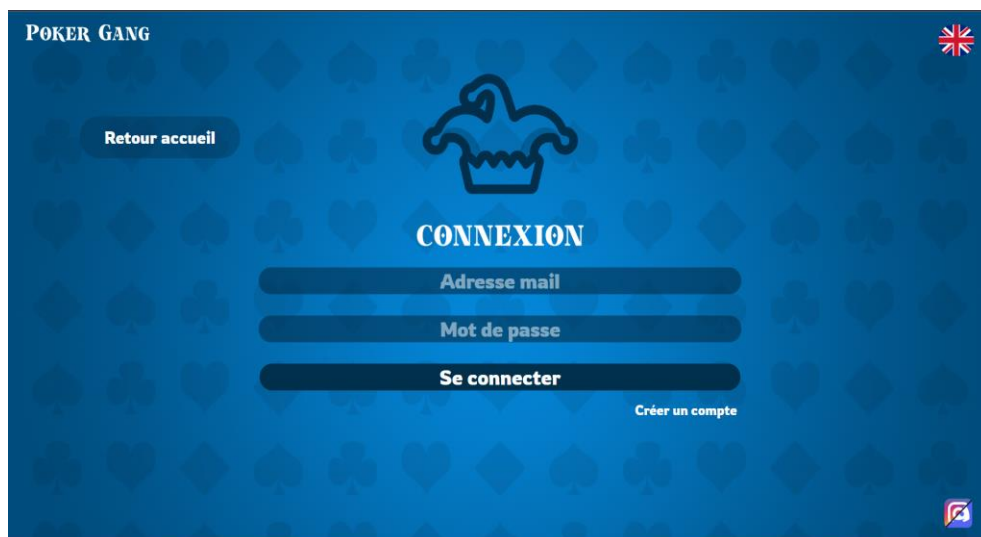 Poker Gang
Retour accueil
CONNEXION
Adresse mail
Mot de passe
Se connecter
Créer un compte